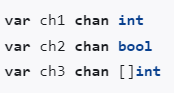 var ch1 chan int
var ch2 chan bool
var ch3 chan []int